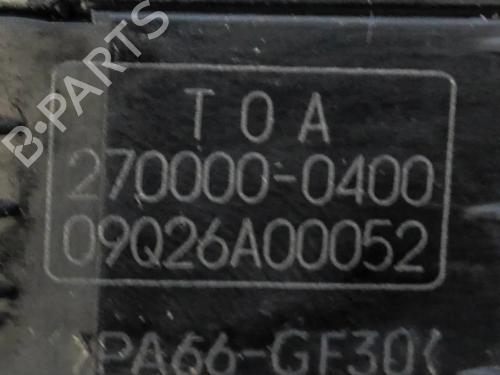 B-PARTS
T O A
270000-0400
09Q26A00052
>PA66-GF30<